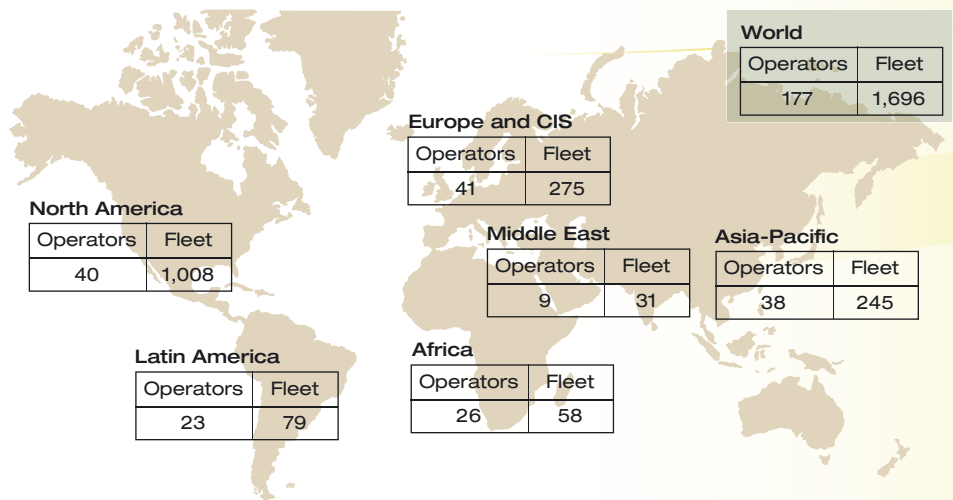 World
Operators Fleet
177 1,696
Europe and CIS
Operators Fleet
41 275
North America
Operators Fleet
40 1,008
Middle East
Operators Fleet
9 31
Asia-Pacific
Operators Fleet
38 245
Latin America
Operators Fleet
23 79
Africa
Operators Fleet
26 58